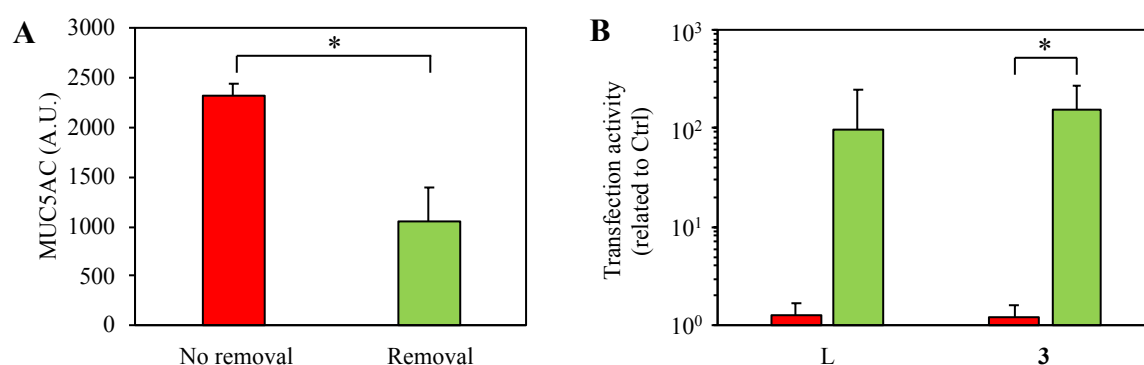 A
MUC5AC (A.U.)
3000
2500
2000
1500
1000
500
0
*
No removal
Removal
B
Transfection activity
(related to Ctrl)
10³
10²
10¹
10⁰
*
L
3